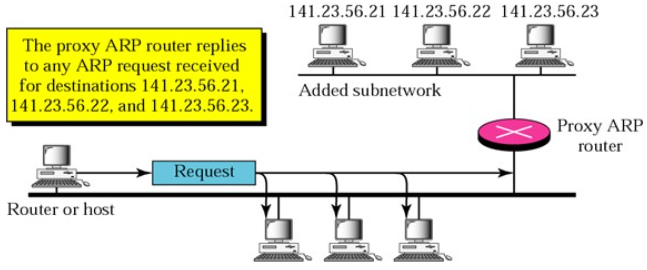 141.23.56.21 141.23.56.22 141.23.56.23
The proxy ARP router replies
to any ARP request received
for destinations 141.23.56.21,
141.23.56.22, and 141.23.56.23.
Added subnetwork
Proxy ARP
router
Request
Router or host